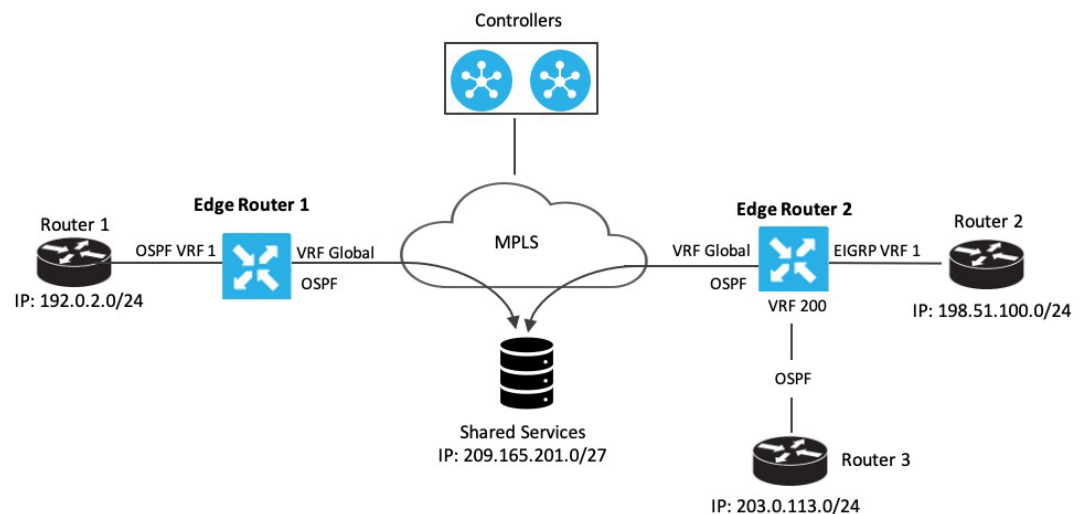 Controllers
Edge Router 1
Router 1
OSPF VRF 1
VRF Global
OSPF
IP: 192.0.2.0/24
MPLS
Edge Router 2
Router 2
VRF Global
EIGRP VRF 1
OSPF
VRF 200
IP: 198.51.100.0/24
OSPF
Shared Services
IP: 209.165.201.0/27
Router 3
IP: 203.0.113.0/24